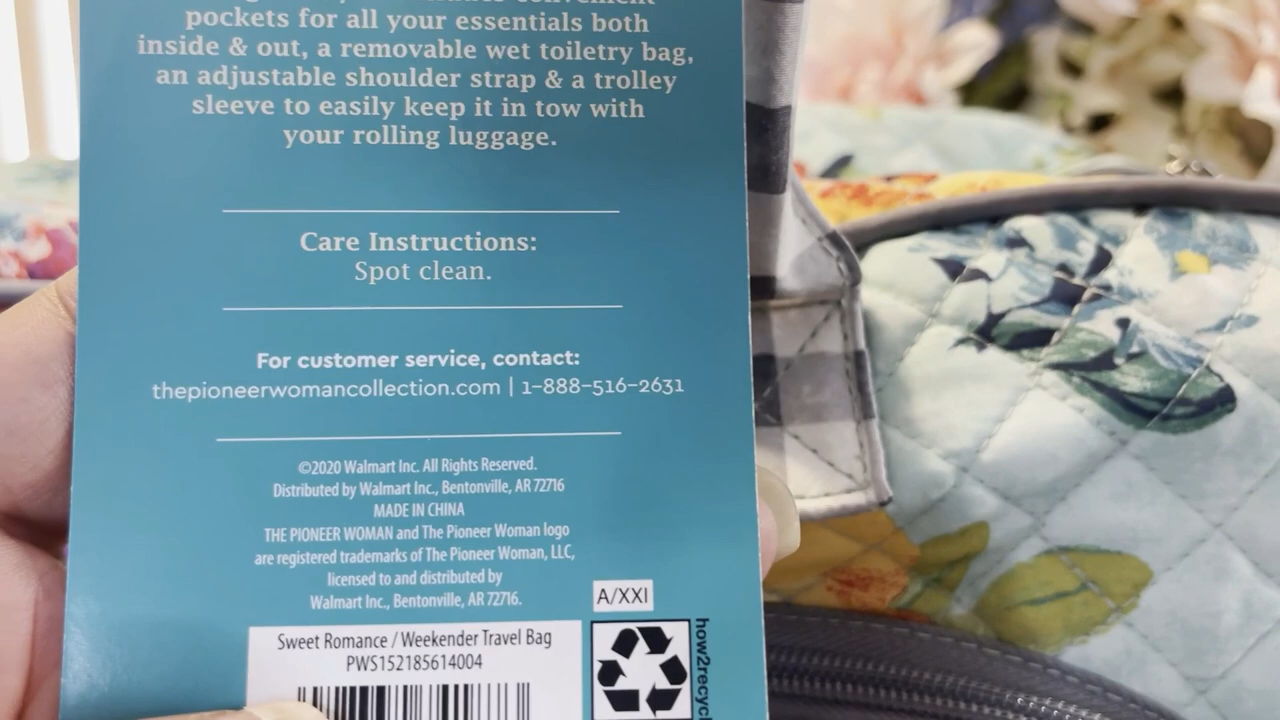 pockets for all your essentials both
inside & out, a removable wet toiletry bag,
an adjustable shoulder strap & a trolley
sleeve to easily keep it in tow with
your rolling luggage.
Care Instructions:
Spot clean.
For customer service, contact:
thepioneerwomancollection.com | 1-888-516-2631
©2020 Walmart Inc. All Rights Reserved.
Distributed by Walmart Inc., Bentonville, AR 72716
MADE IN CHINA
THE PIONEER WOMAN and The Pioneer Woman logo
are registered trademarks of The Pioneer Woman, LLC,
licensed to and distributed by
Walmart Inc., Bentonville, AR 72716.
A/XXI
Sweet Romance / Weekender Travel Bag
PWS152185614004
how2recycl